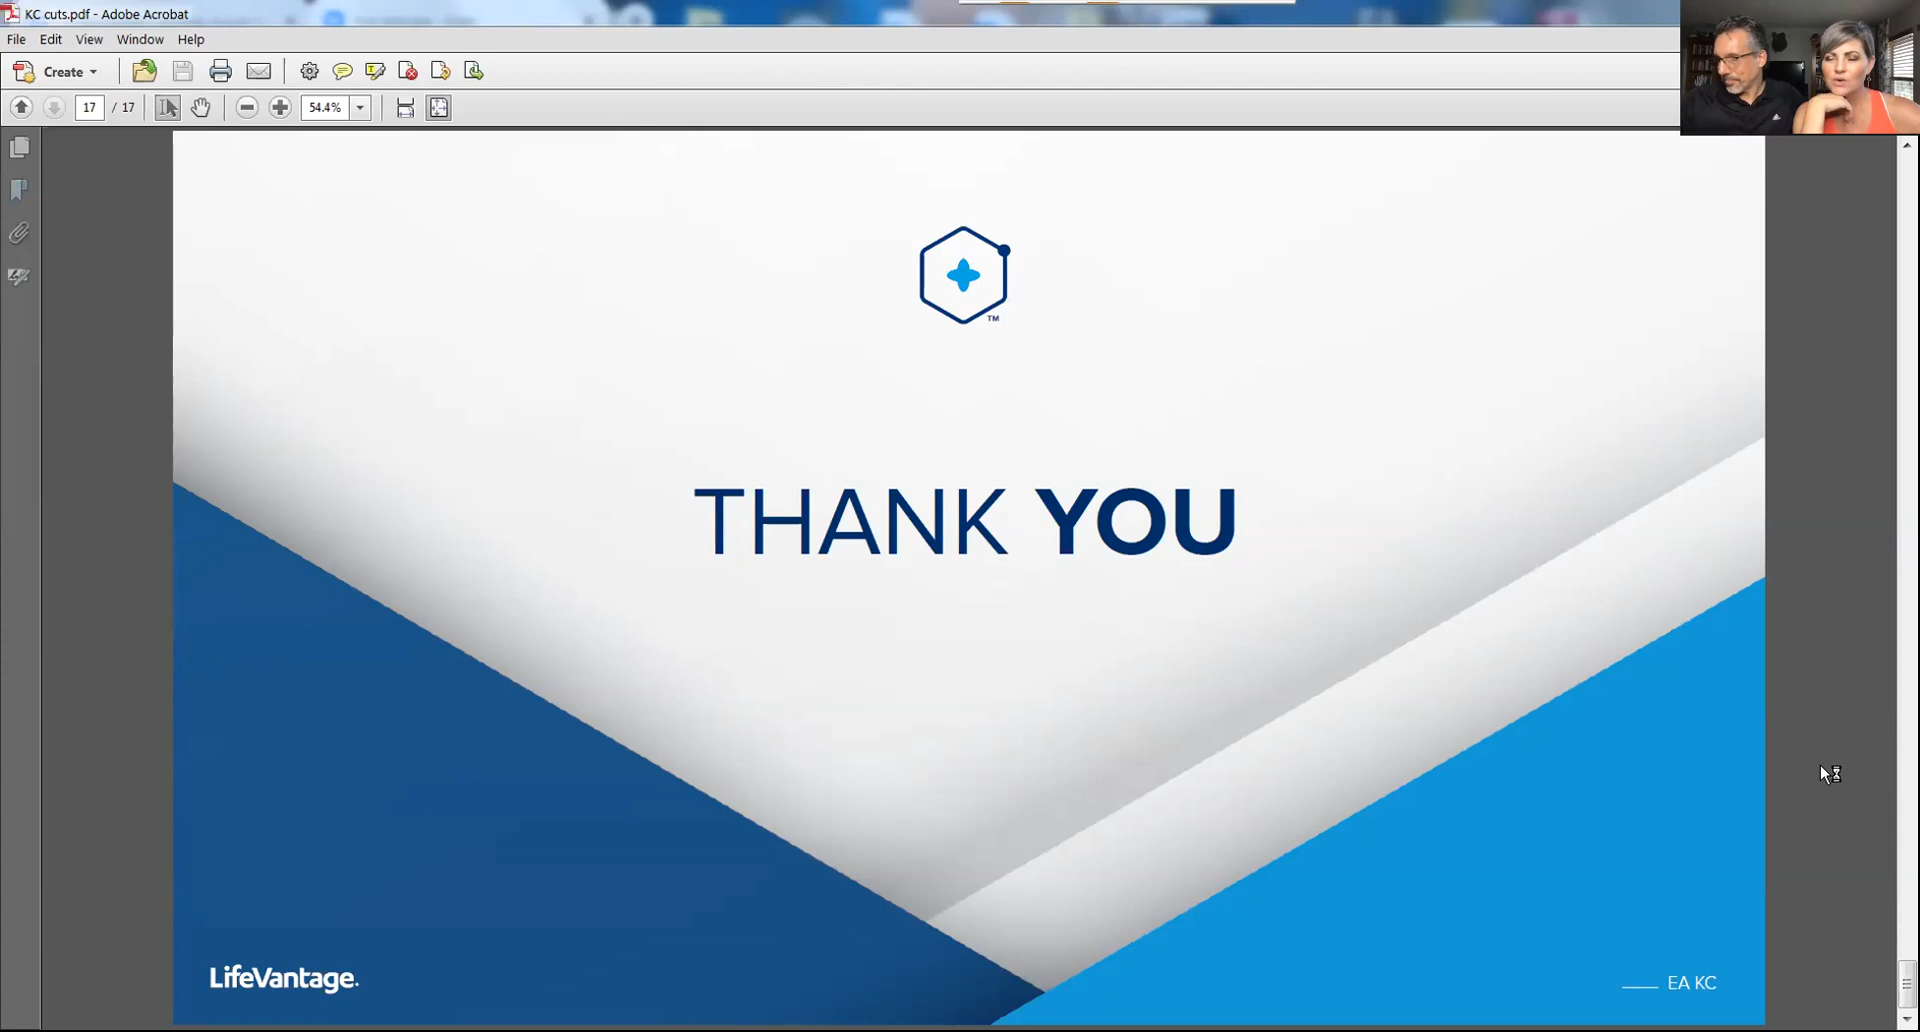 KC cuts.pdf - Adobe Acrobat
File Edit View Window Help
Create
17 / 17 54.4%
TM
THANK YOU
LifeVantage.
EA KC